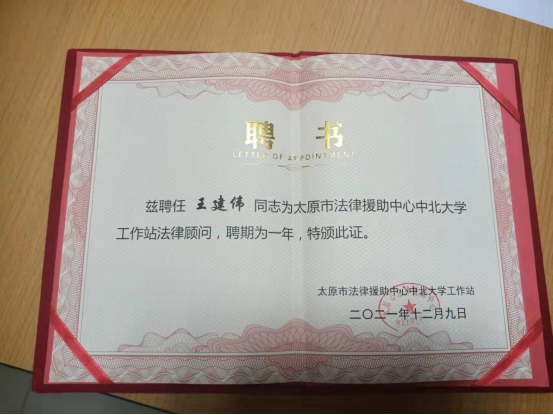 聘 书
LETTER OF APPOINTMENT
兹聘任 王建伟 同志为太原市法律援助中心中北大学
工作站法律顾问，聘期为一年，特颁此证。
太原市法律援助中心中北大学工作站
二〇二一年十二月九日